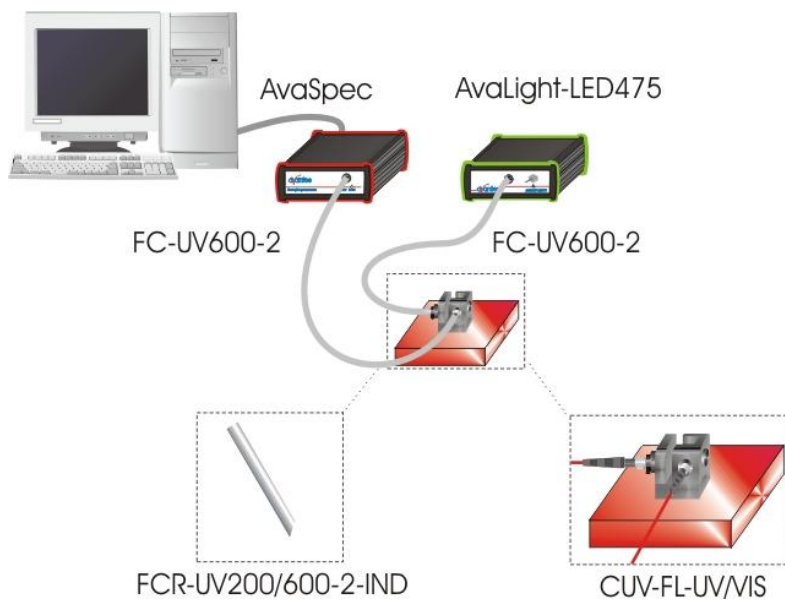 AvaSpec
AvaLight-LED475
FC-UV600-2
FC-UV600-2
FCR-UV200/600-2-IND
CUV-FL-UV/VIS